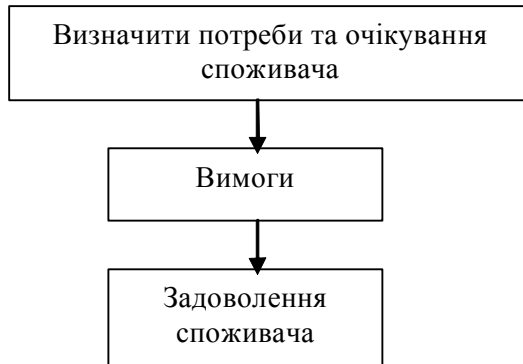 Визначити потреби та очікування
споживача
Вимоги
Задоволення
споживача